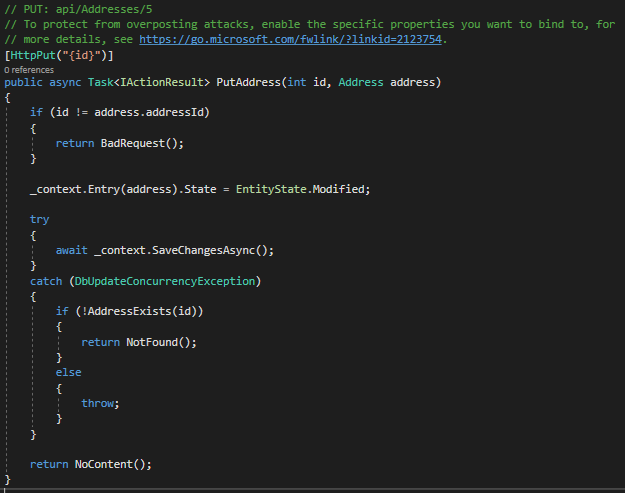 // PUT: api/Addresses/5
// To protect from overposting attacks, enable the specific properties you want to bind to, for
// more details, see https://go.microsoft.com/fwlink/?linkid=2123754.
[HttpPut("{id}")]
0 references
public async Task<IActionResult> PutAddress(int id, Address address)
{
    if (id != address.addressId)
    {
        return BadRequest();
    }

    _context.Entry(address).State = EntityState.Modified;

    try
    {
        await _context.SaveChangesAsync();
    }
    catch (DbUpdateConcurrencyException)
    {
        if (!AddressExists(id))
        {
            return NotFound();
        }
        else
        {
            throw;
        }
    }

    return NoContent();
}